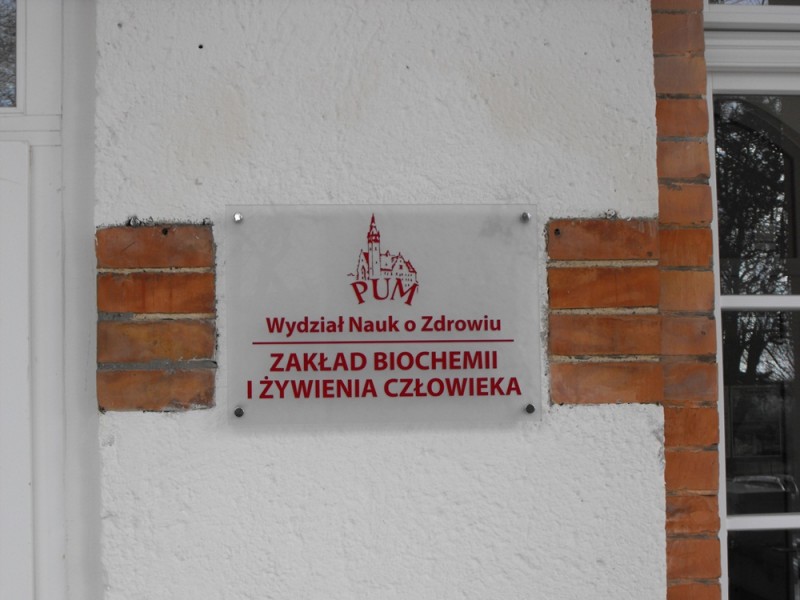 PUM
Wydział Nauk o Zdrowiu
ZAKŁAD BIOCHEMII
I ŻYWIENIA CZŁOWIEKA